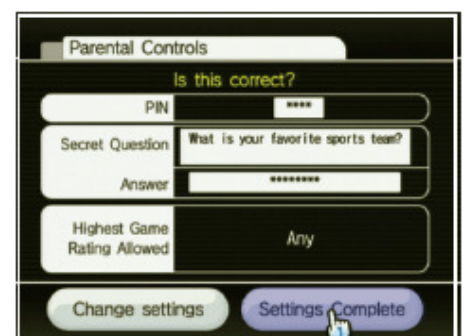 Parental Controls
Is this correct?
PIN ****
Secret Question What is your favorite sports team?
Answer ********
Highest Game
Rating Allowed
Any
Change settings Settings Complete